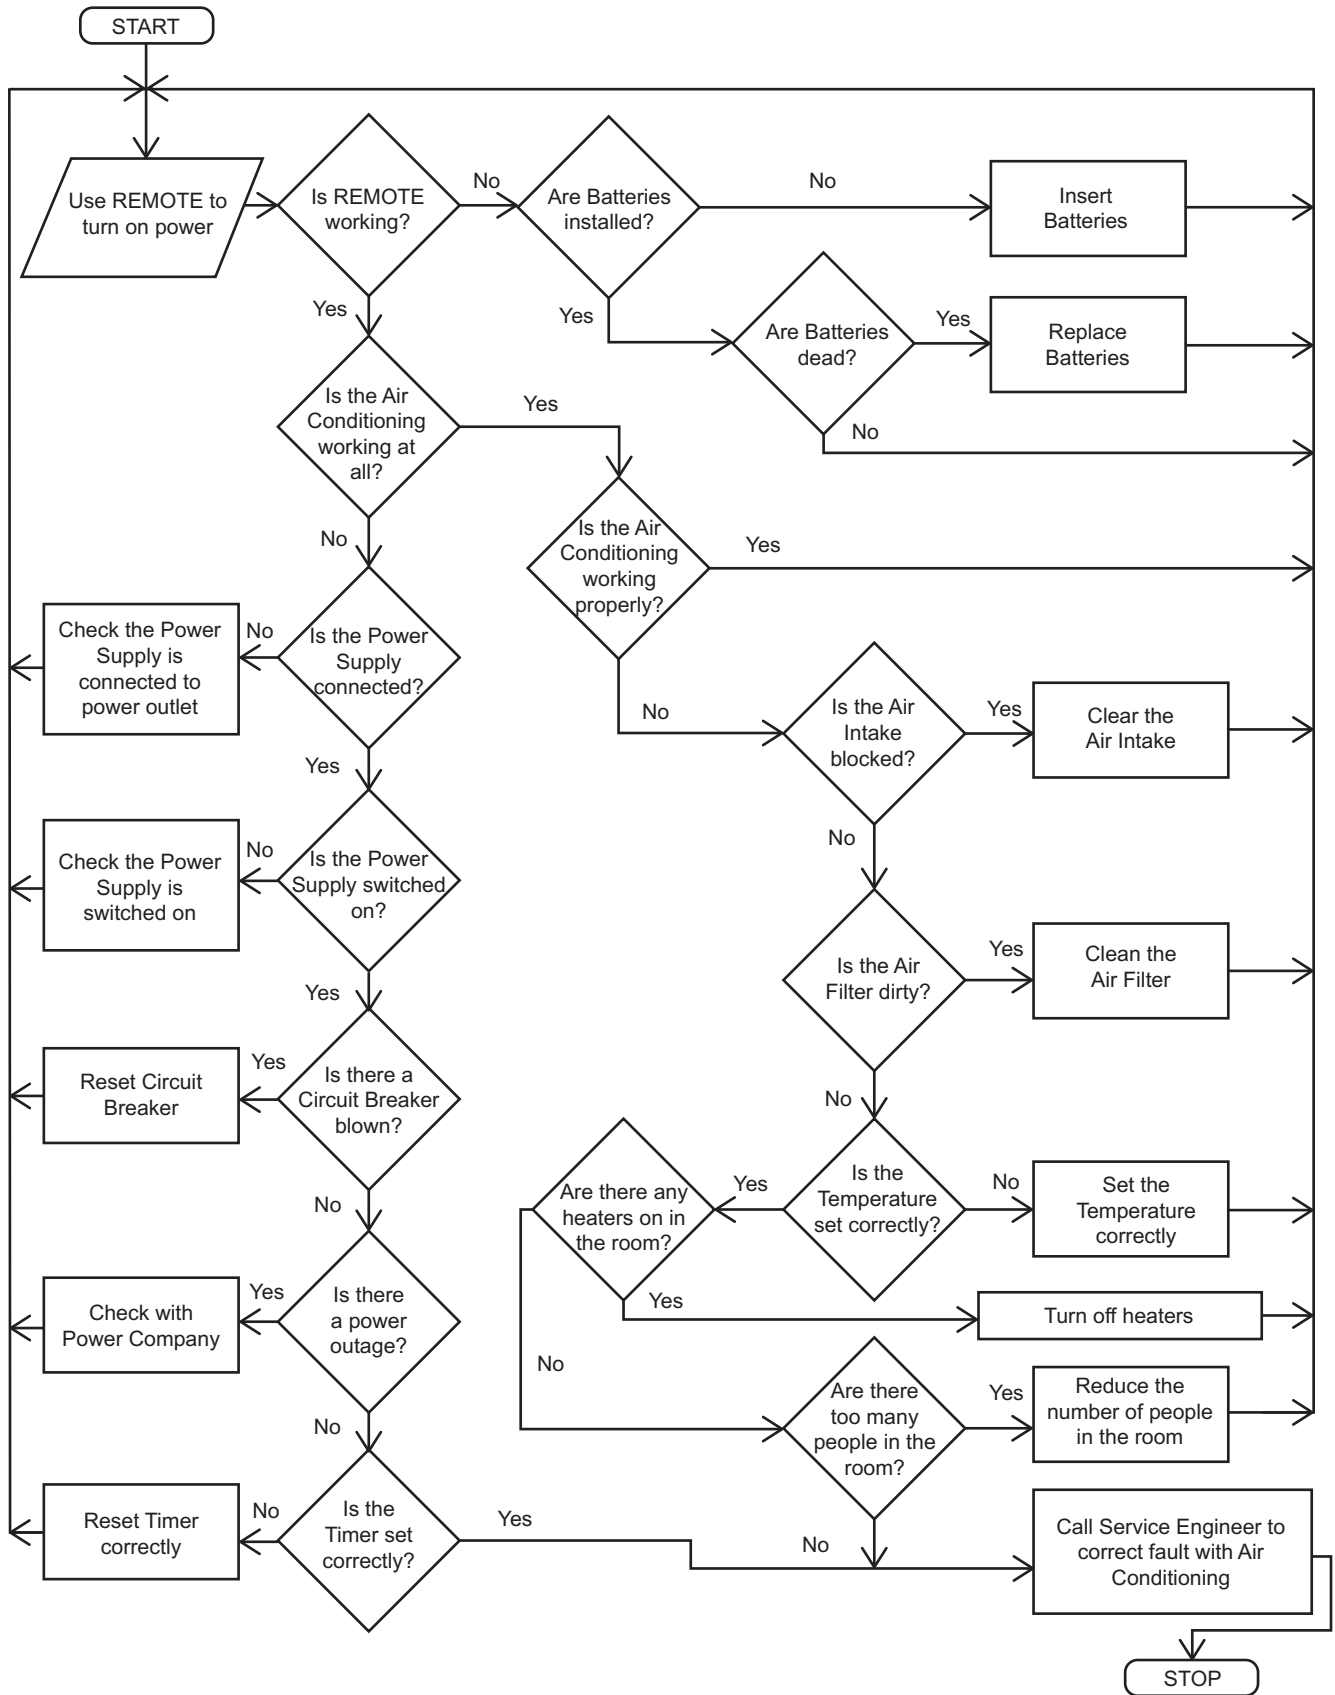 START
Use REMOTE to
turn on power
Is REMOTE
working?
No
Are Batteries
installed?
No
Insert
Batteries
Yes
Yes
Are Batteries
dead?
Yes
Replace
Batteries
No
Is the Air
Conditioning
working at
all?
Yes
No
Is the Air
Conditioning
working
properly?
Yes
Check the Power
Supply is
connected to
power outlet
No
Is the Power
Supply
connected?
No
Is the Air
Intake
blocked?
Yes
Clear the
Air Intake
Yes
No
Check the Power
Supply is
switched on
No
Is the Power
Supply switched
on?
Is the Air
Filter dirty?
Yes
Clean the
Air Filter
Yes
No
Reset Circuit
Breaker
Yes
Is there a
Circuit Breaker
blown?
Are there any
heaters on in
the room?
Yes
Is the
Temperature
set correctly?
No
Set the
Temperature
correctly
No
Yes
Turn off heaters
Check with
Power Company
Yes
Is there
a power
outage?
No
Are there
too many
people in the
room?
Yes
Reduce the
number of people
in the room
No
Reset Timer
correctly
No
Is the
Timer set
correctly?
Yes
No
Call Service Engineer to
correct fault with Air
Conditioning
STOP